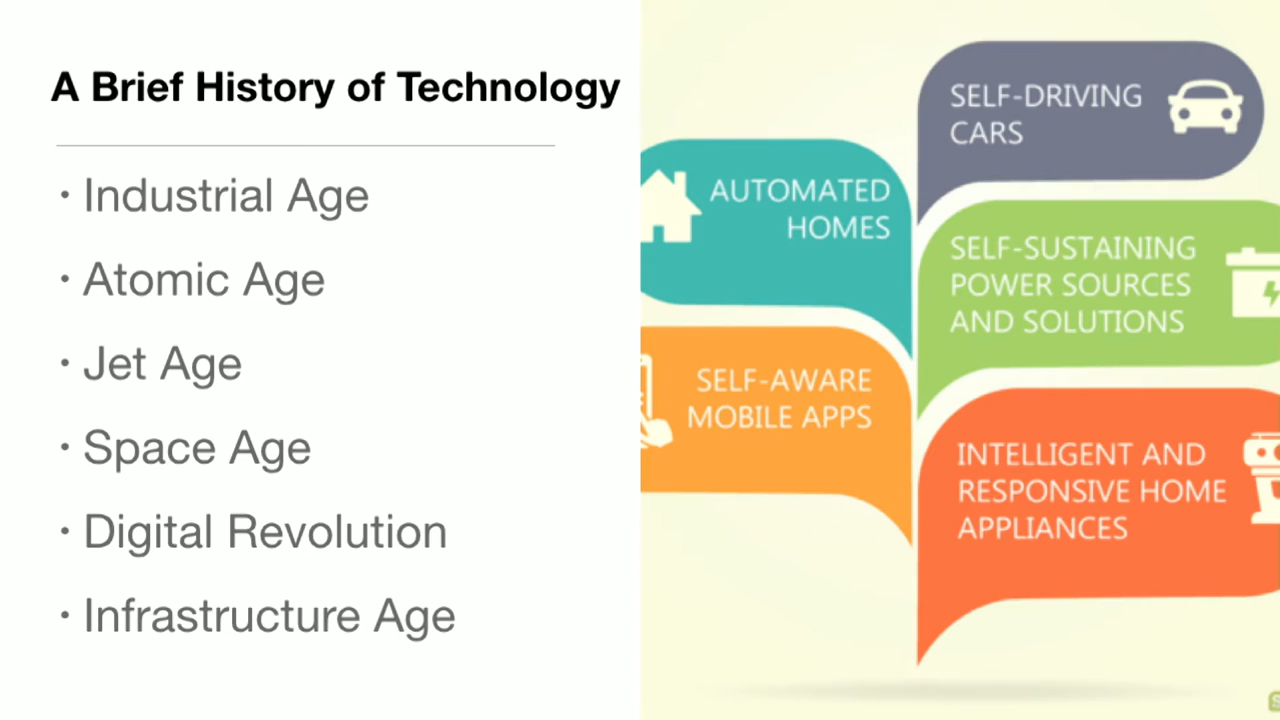 A Brief History of Technology
• Industrial Age
• Atomic Age
• Jet Age
• Space Age
• Digital Revolution
• Infrastructure Age
SELF-DRIVING
CARS
AUTOMATED
HOMES
SELF-SUSTAINING
POWER SOURCES
AND SOLUTIONS
SELF-AWARE
MOBILE APPS
INTELLIGENT AND
RESPONSIVE HOME
APPLIANCES